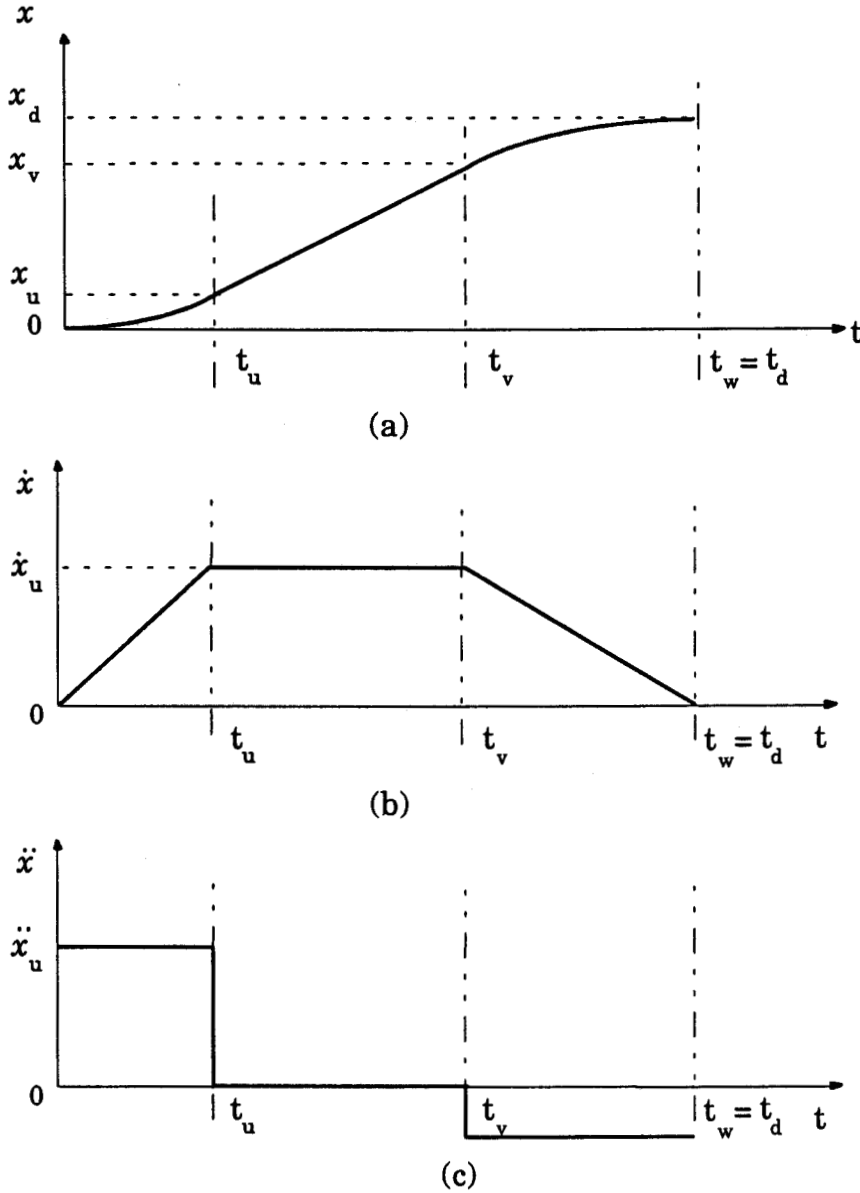 x
x_d
x_v
x_u
0
t_u
t_v
t_w = t_d
t
(a)
ẋ
ẋ_u
0
t_u
t_v
t_w = t_d
t
(b)
ẍ
ẍ_u
0
t_u
t_v
t_w = t_d
t
(c)